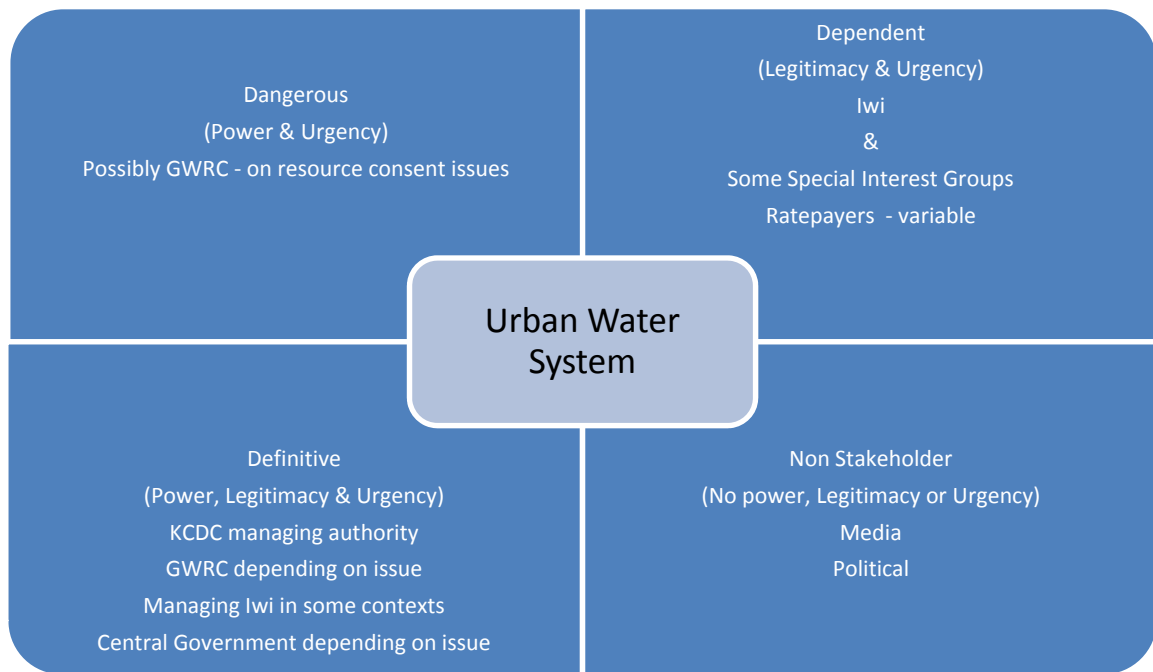 Dangerous
(Power & Urgency)
Possibly GWRC - on resource consent issues
Dependent
(Legitimacy & Urgency)
Iwi
&
Some Special Interest Groups
Ratepayers - variable
Urban Water
System
Definitive
(Power, Legitimacy & Urgency)
KCDC managing authority
GWRC depending on issue
Managing Iwi in some contexts
Central Government depending on issue
Non Stakeholder
(No power, Legitimacy or Urgency)
Media
Political